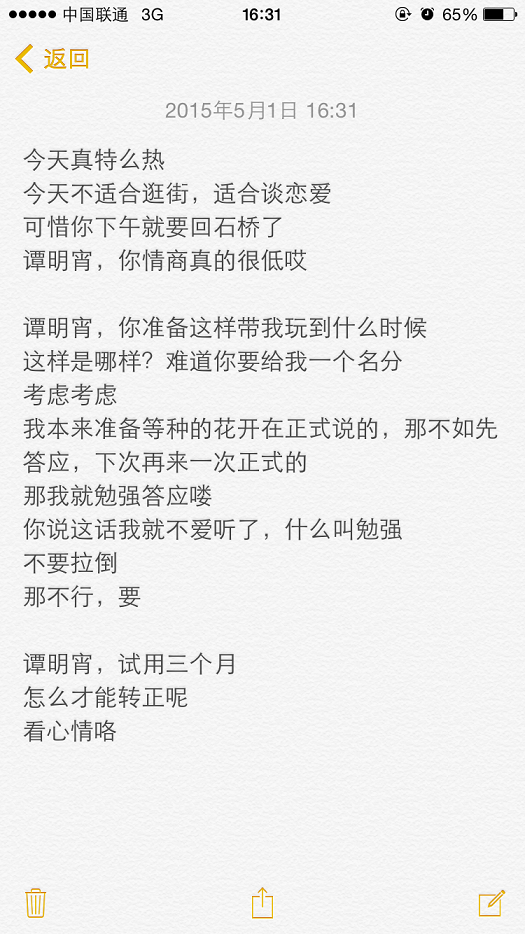 中国联通 3G 16:31 65%
返回
2015年5月1日 16:31
今天真特么热
今天不适合逛街，适合谈恋爱
可惜你下午就要回石桥了
谭明宵，你情商真的很低哎
谭明宵，你准备这样带我玩到什么时候
这样是哪样？难道你要给我一个名分
考虑考虑
我本来准备等种的花开在正式说的，那不如先
答应，下次再来一次正式的
那我就勉强答应喽
你说这话我就不爱听了，什么叫勉强
不要拉倒
那不行，要
谭明宵，试用三个月
怎么才能转正呢
看心情咯